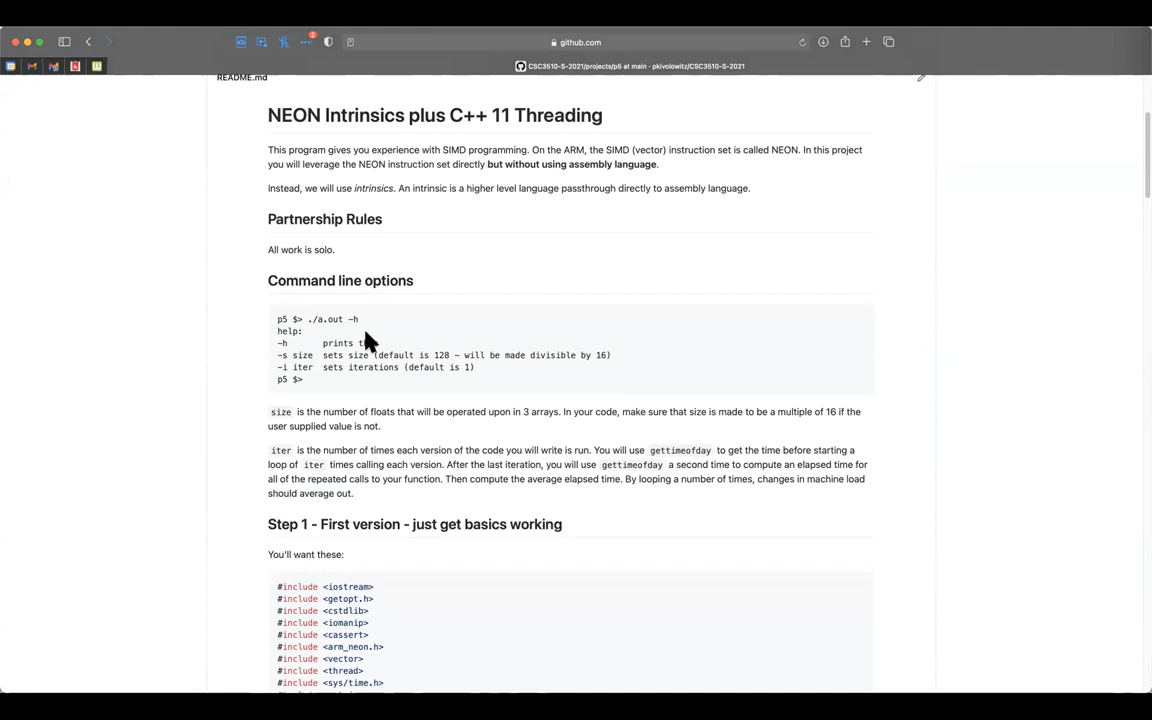 2
github.com
CSC3510-S-2021/projects/p5 at main · pkivolowitz/CSC3510-S-2021
README.md
NEON Intrinsics plus C++ 11 Threading
This program gives you experience with SIMD programming. On the ARM, the SIMD (vector) instruction set is called NEON. In this project
you will leverage the NEON instruction set directly but without using assembly language.
Instead, we will use intrinsics. An intrinsic is a higher level language passthrough directly to assembly language.
Partnership Rules
All work is solo.
Command line options
p5 $> ./a.out -h
help:
-h prints
-s size sets size (default is 128 - will be made divisible by 16)
-i iter sets iterations (default is 1)
p5 $>
size is the number of floats that will be operated upon in 3 arrays. In your code, make sure that size is made to be a multiple of 16 if the
user supplied value is not.
iter is the number of times each version of the code you will write is run. You will use gettimeofday to get the time before starting a
loop of iter times calling each version. After the last iteration, you will use gettimeofday a second time to compute an elapsed time for
all of the repeated calls to your function. Then compute the average elapsed time. By looping a number of times, changes in machine load
should average out.
Step 1 - First version - just get basics working
You'll want these:
#include <iostream>
#include <getopt.h>
#include <cstdlib>
#include <iomanip>
#include <cassert>
#include <arm_neon.h>
#include <vector>
#include <thread>
#include <sys/time.h>